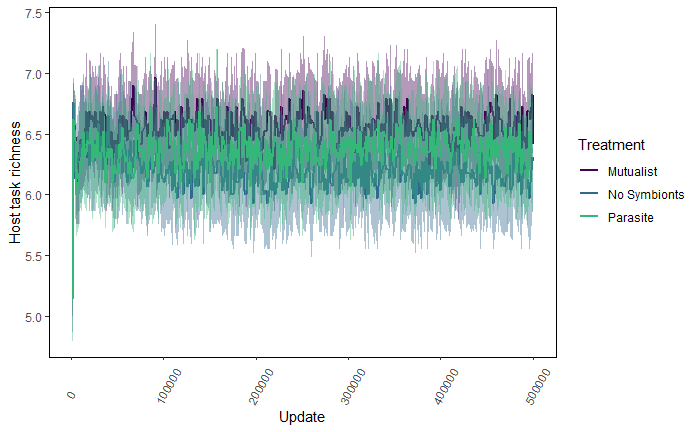 Host task richness
7.5
7.0
6.5
6.0
5.5
5.0
0
100000
200000
300000
400000
500000
Update
Treatment
Mutualist
No Symbionts
Parasite